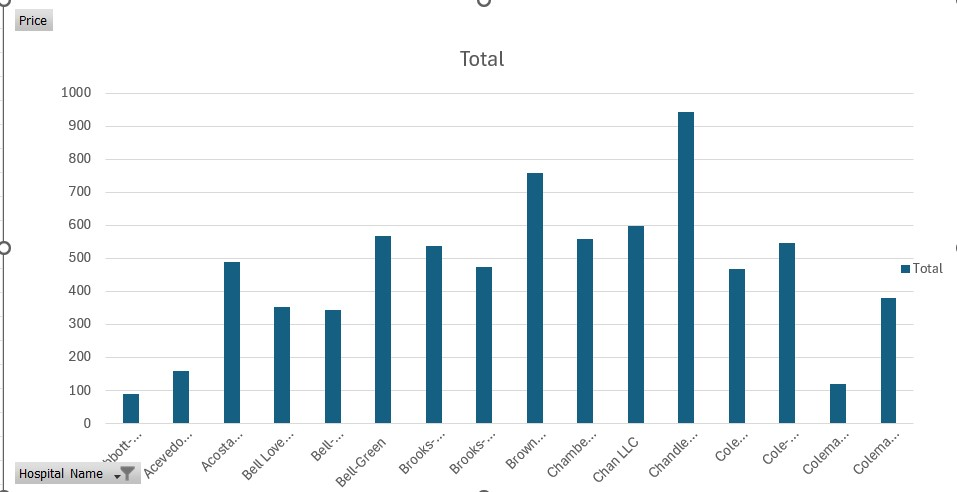 Price
Total
1000
900
800
700
600
500
400
300
200
100
0
Total
bbott-...
Acevedo...
Acosta...
Bell Love...
Bell-...
Bell-Green
Brooks-...
Brooks-...
Brown...
Chambe...
Chan LLC
Chandle...
Cole...
Cole-...
Colema...
Colema...
Hospital Name